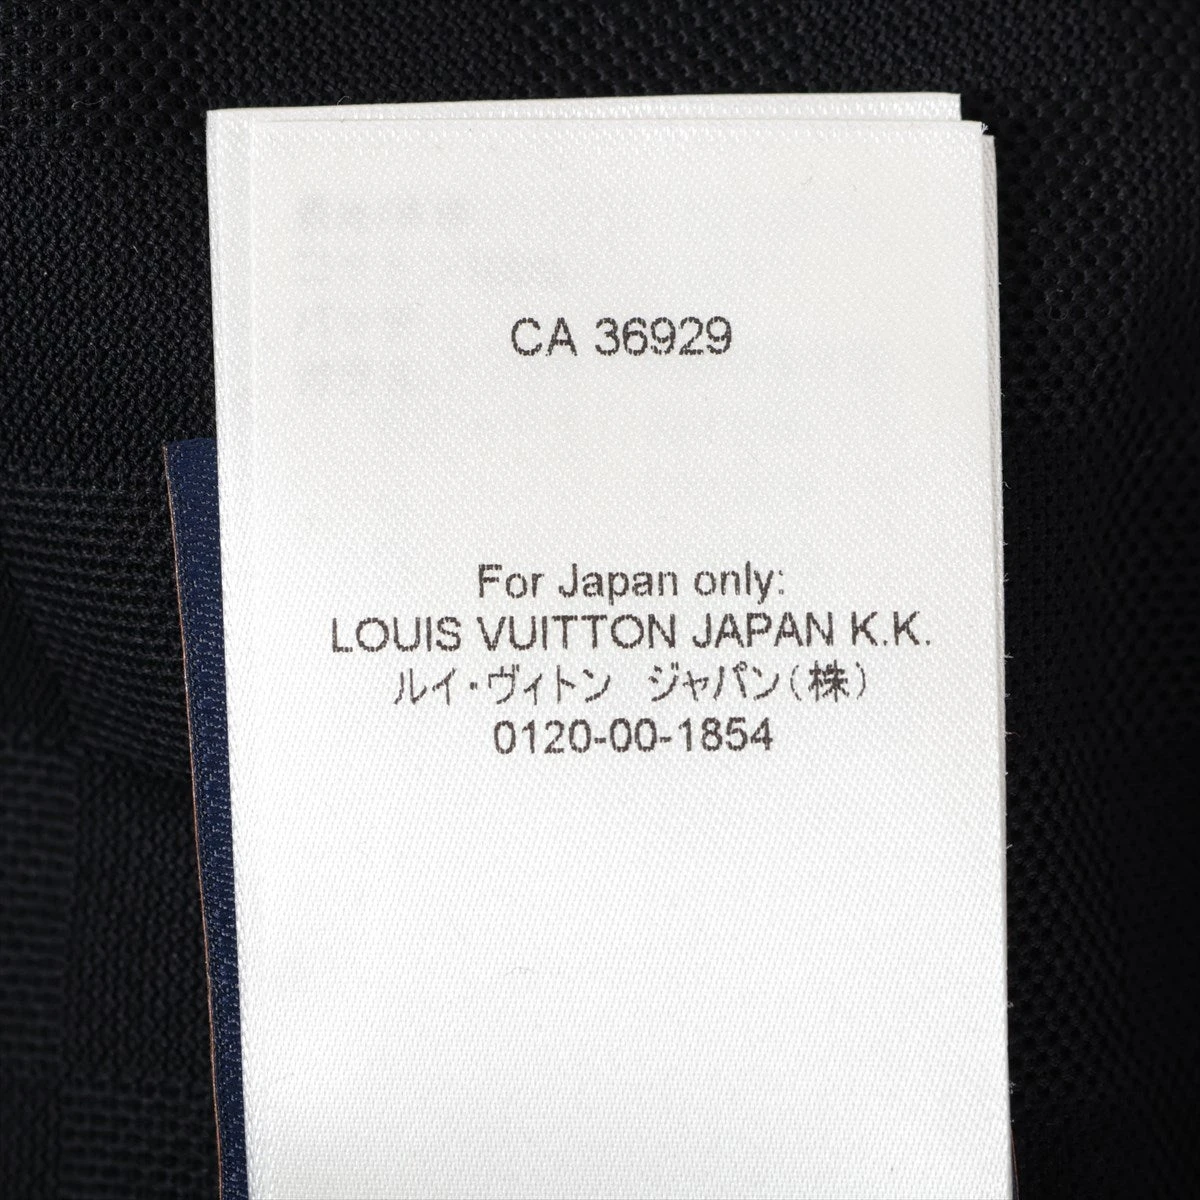 CA 36929
For Japan only:
LOUIS VUITTON JAPAN K.K.
ルイ・ヴィトン　ジャパン(株)
0120-00-1854